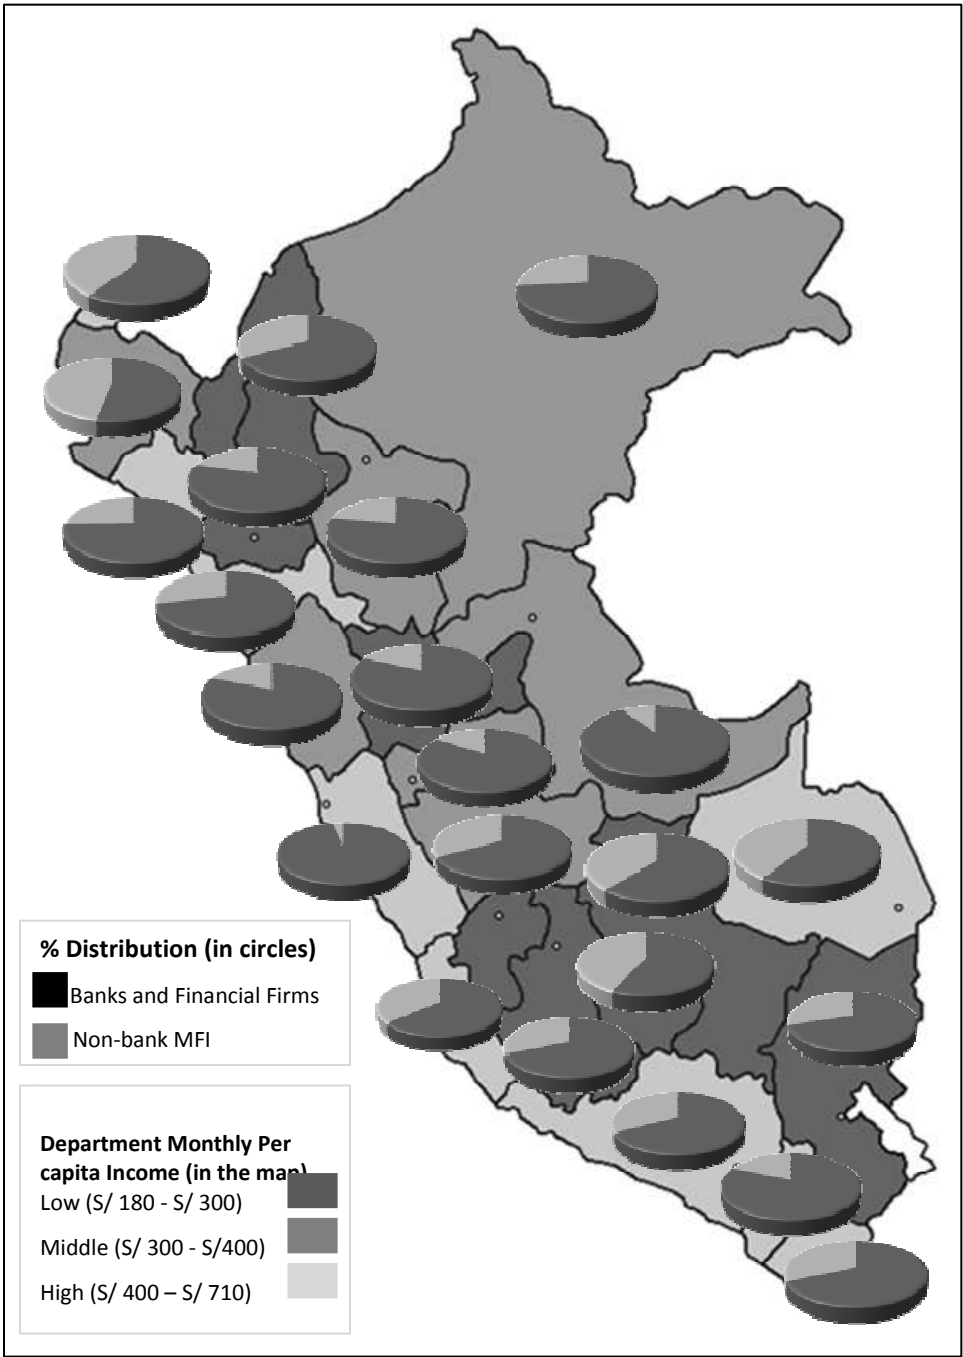 % Distribution (in circles)
Banks and Financial Firms
Non-bank MFI
Department Monthly Per
capita Income (in the map)
Low (S/ 180 - S/ 300)
Middle (S/ 300 - S/400)
High (S/ 400 – S/ 710)